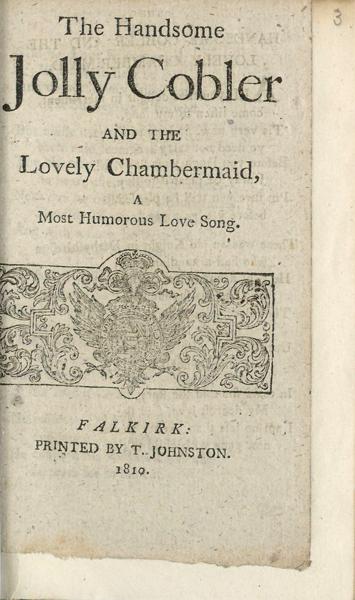 3
The Handsome
Jolly Cobler
AND THE
Lovely Chambermaid,
A
Most Humorous Love Song.
FALKIRK:
PRINTED BY T. JOHNSTON.
1810.